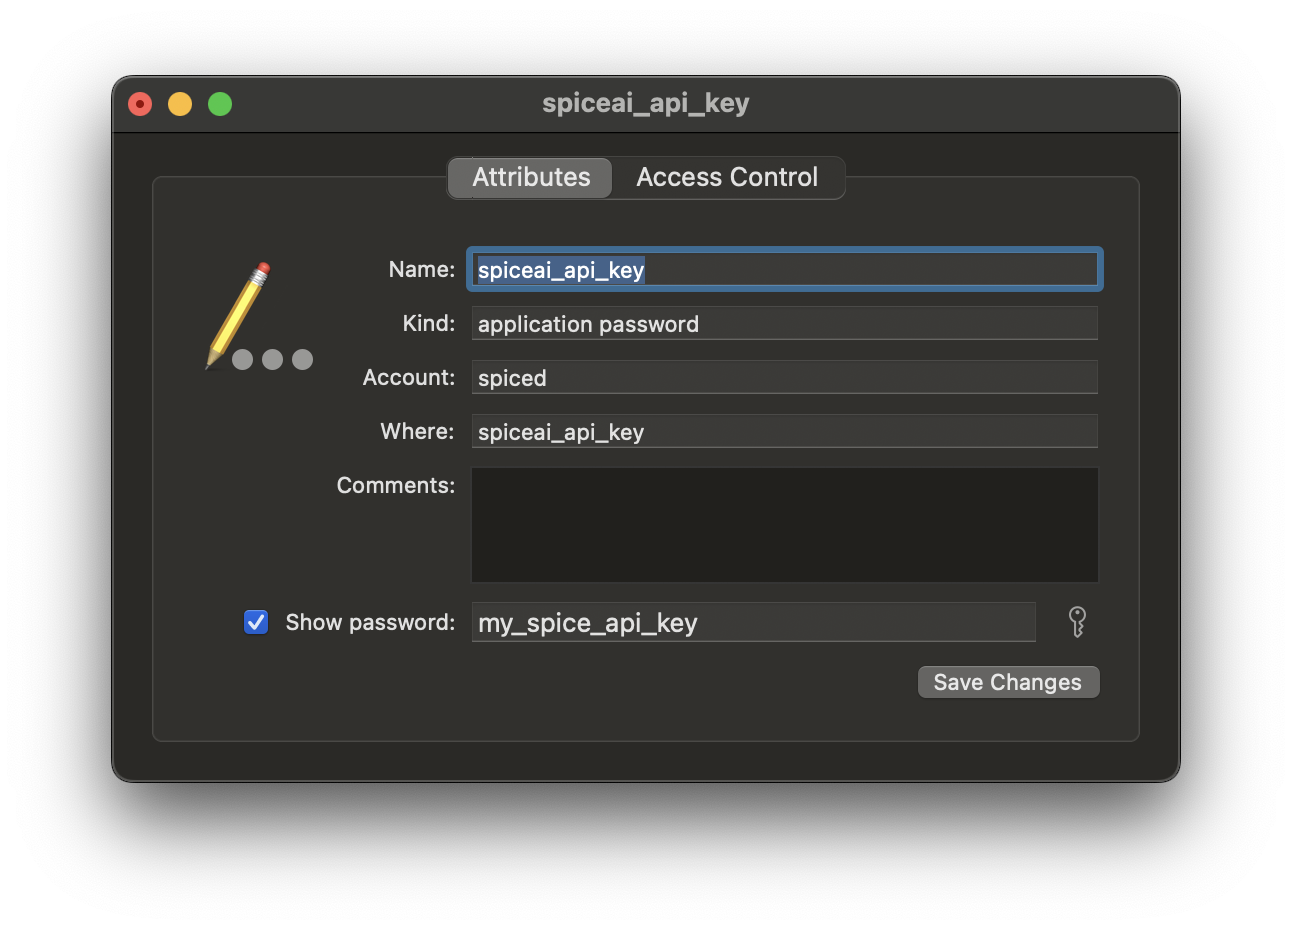 spiceai_api_key
Attributes Access Control
Name: spiceai_api_key
Kind: application password
Account: spiced
Where: spiceai_api_key
Comments:
Show password: my_spice_api_key
Save Changes